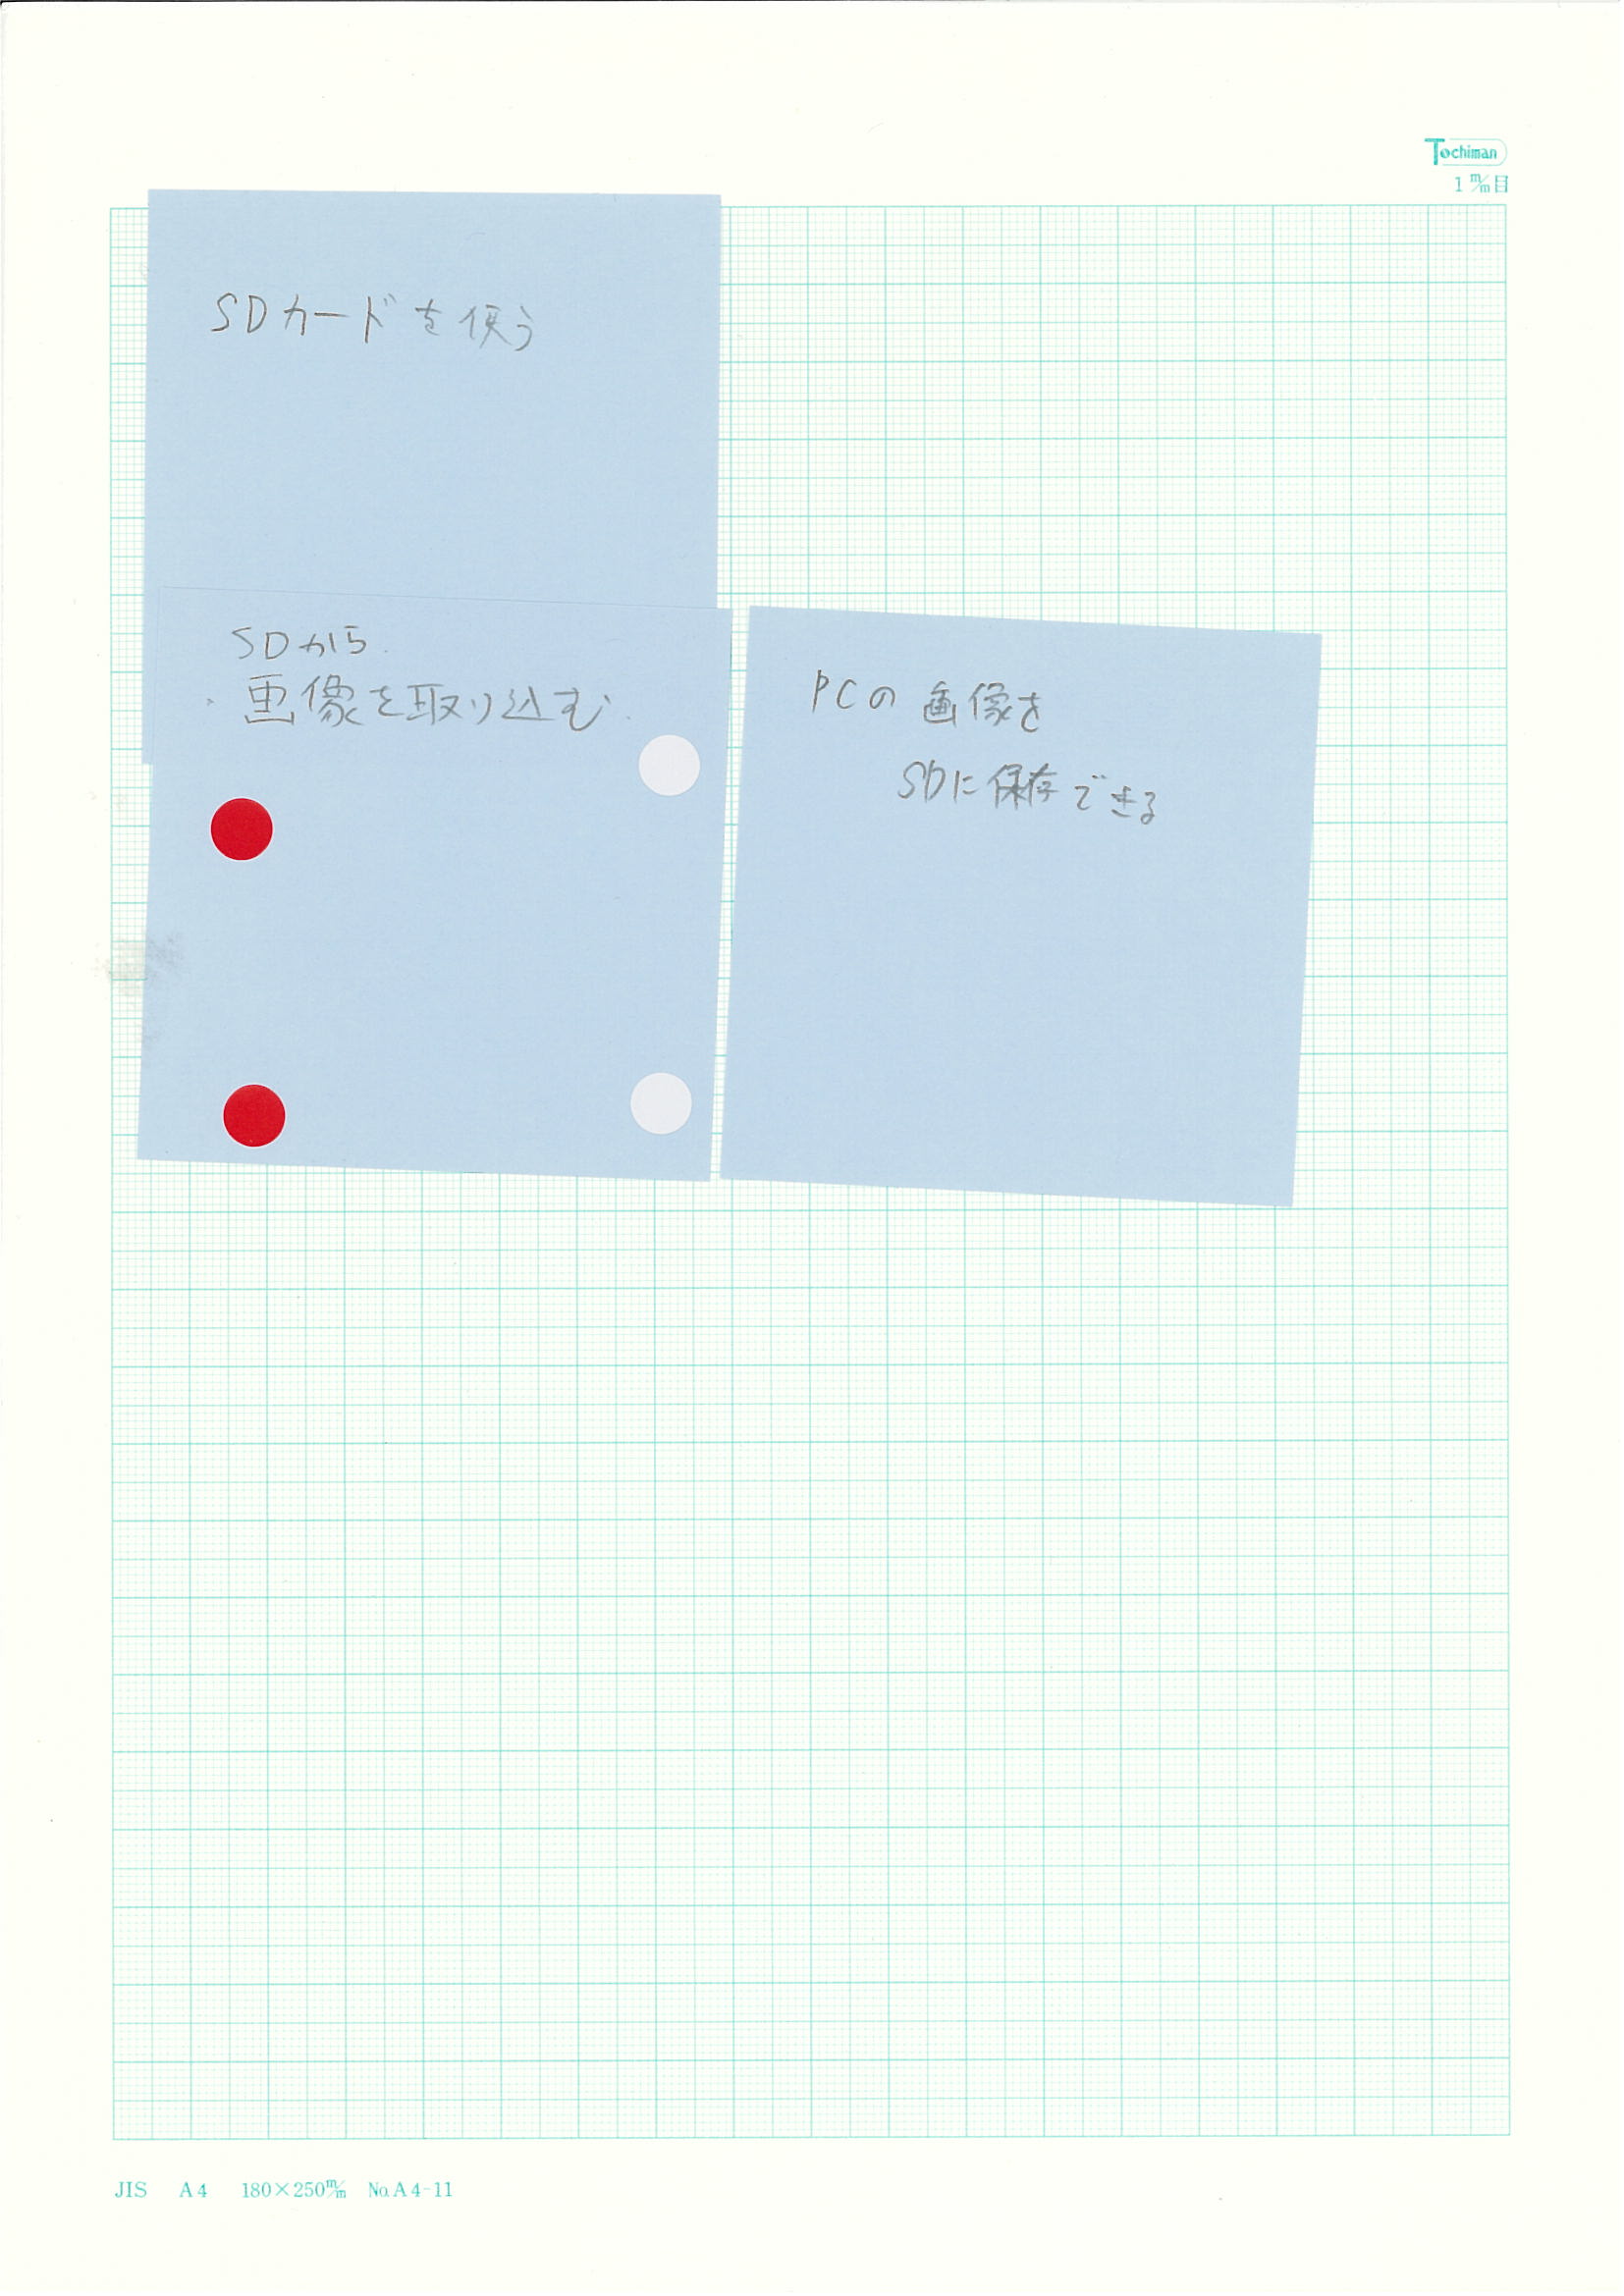 Tochiman
1 m/m目
SDカードを使う
SDから
画像を取り込む
PCの画像を
SDに保存できる
JIS A4 180×250m/m No.A4-11